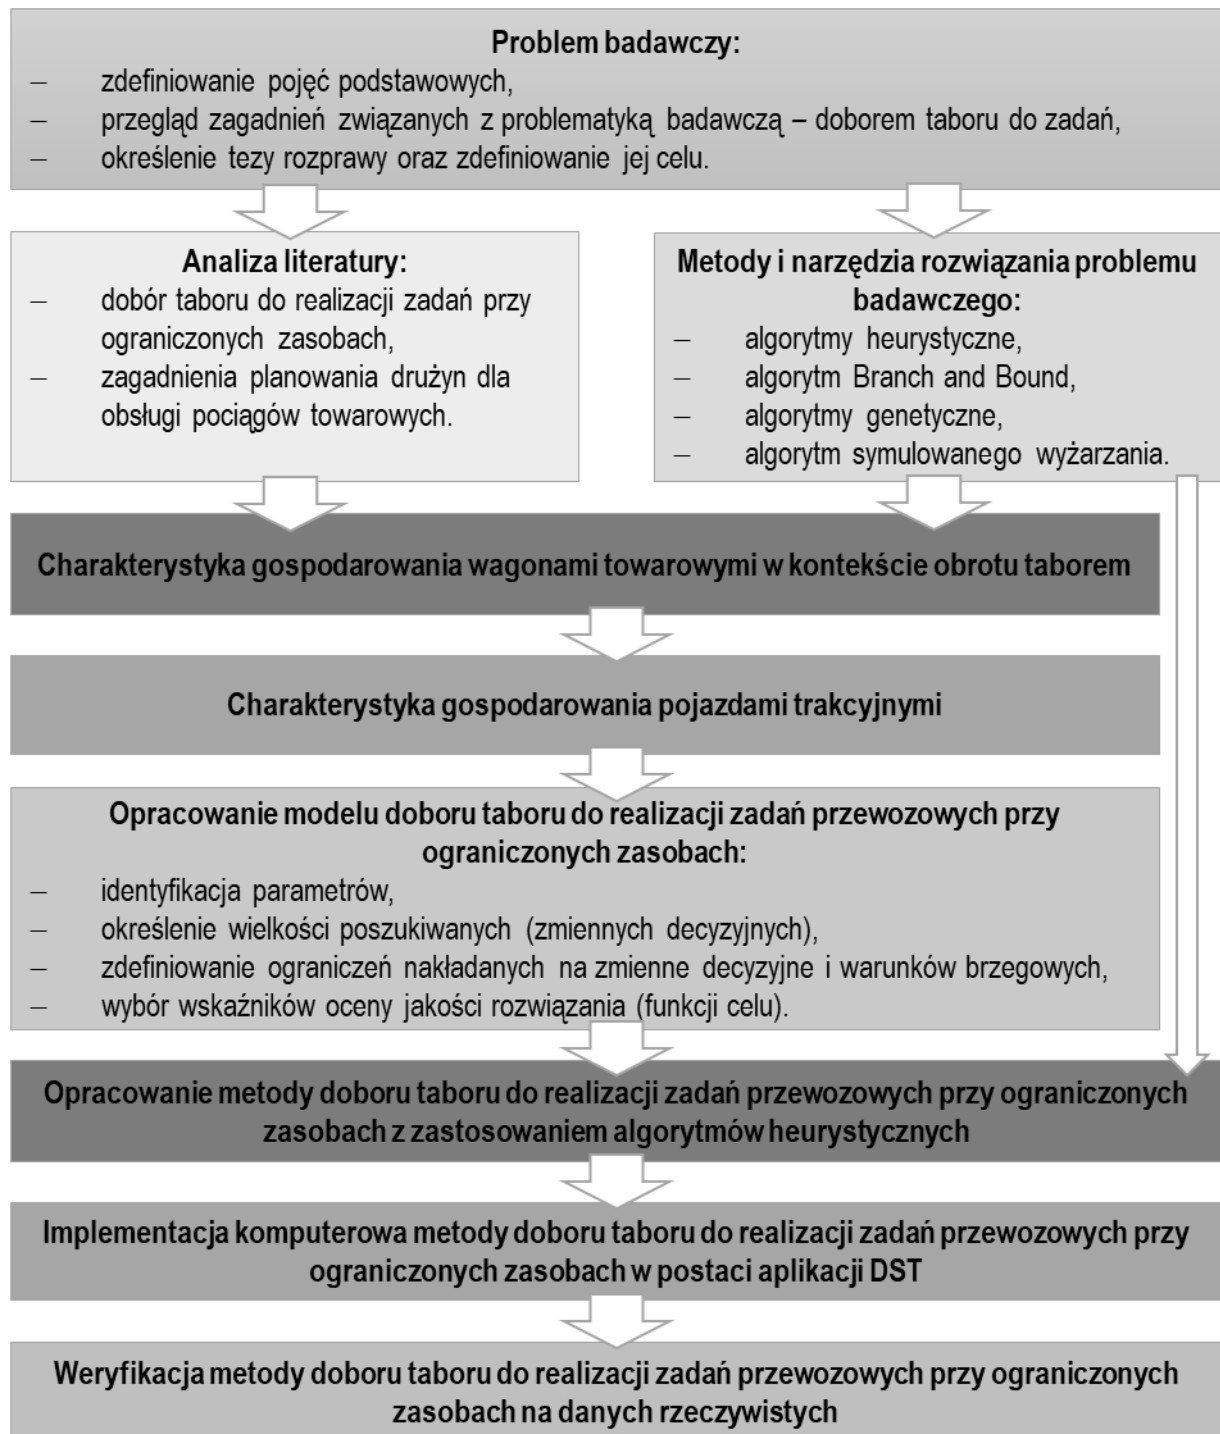 Problem badawczy:
– zdefiniowanie pojęć podstawowych,
– przegląd zagadnień związanych z problematyką badawczą – doborem taboru do zadań,
– określenie tezy rozprawy oraz zdefiniowanie jej celu.
Analiza literatury:
– dobór taboru do realizacji zadań przy
ograniczonych zasobach,
– zagadnienia planowania drużyn dla
obsługi pociągów towarowych.
Metody i narzędzia rozwiązania problemu
badawczego:
– algorytmy heurystyczne,
– algorytm Branch and Bound,
– algorytmy genetyczne,
– algorytm symulowanego wyżarzania.
Charakterystyka gospodarowania wagonami towarowymi w kontekście obrotu taborem
Charakterystyka gospodarowania pojazdami trakcyjnymi
Opracowanie modelu doboru taboru do realizacji zadań przewozowych przy
ograniczonych zasobach:
– identyfikacja parametrów,
– określenie wielkości poszukiwanych (zmiennych decyzyjnych),
– zdefiniowanie ograniczeń nakładanych na zmienne decyzyjne i warunków brzegowych,
– wybór wskaźników oceny jakości rozwiązania (funkcji celu).
Opracowanie metody doboru taboru do realizacji zadań przewozowych przy ograniczonych
zasobach z zastosowaniem algorytmów heurystycznych
Implementacja komputerowa metody doboru taboru do realizacji zadań przewozowych przy
ograniczonych zasobach w postaci aplikacji DST
Weryfikacja metody doboru taboru do realizacji zadań przewozowych przy ograniczonych
zasobach na danych rzeczywistych